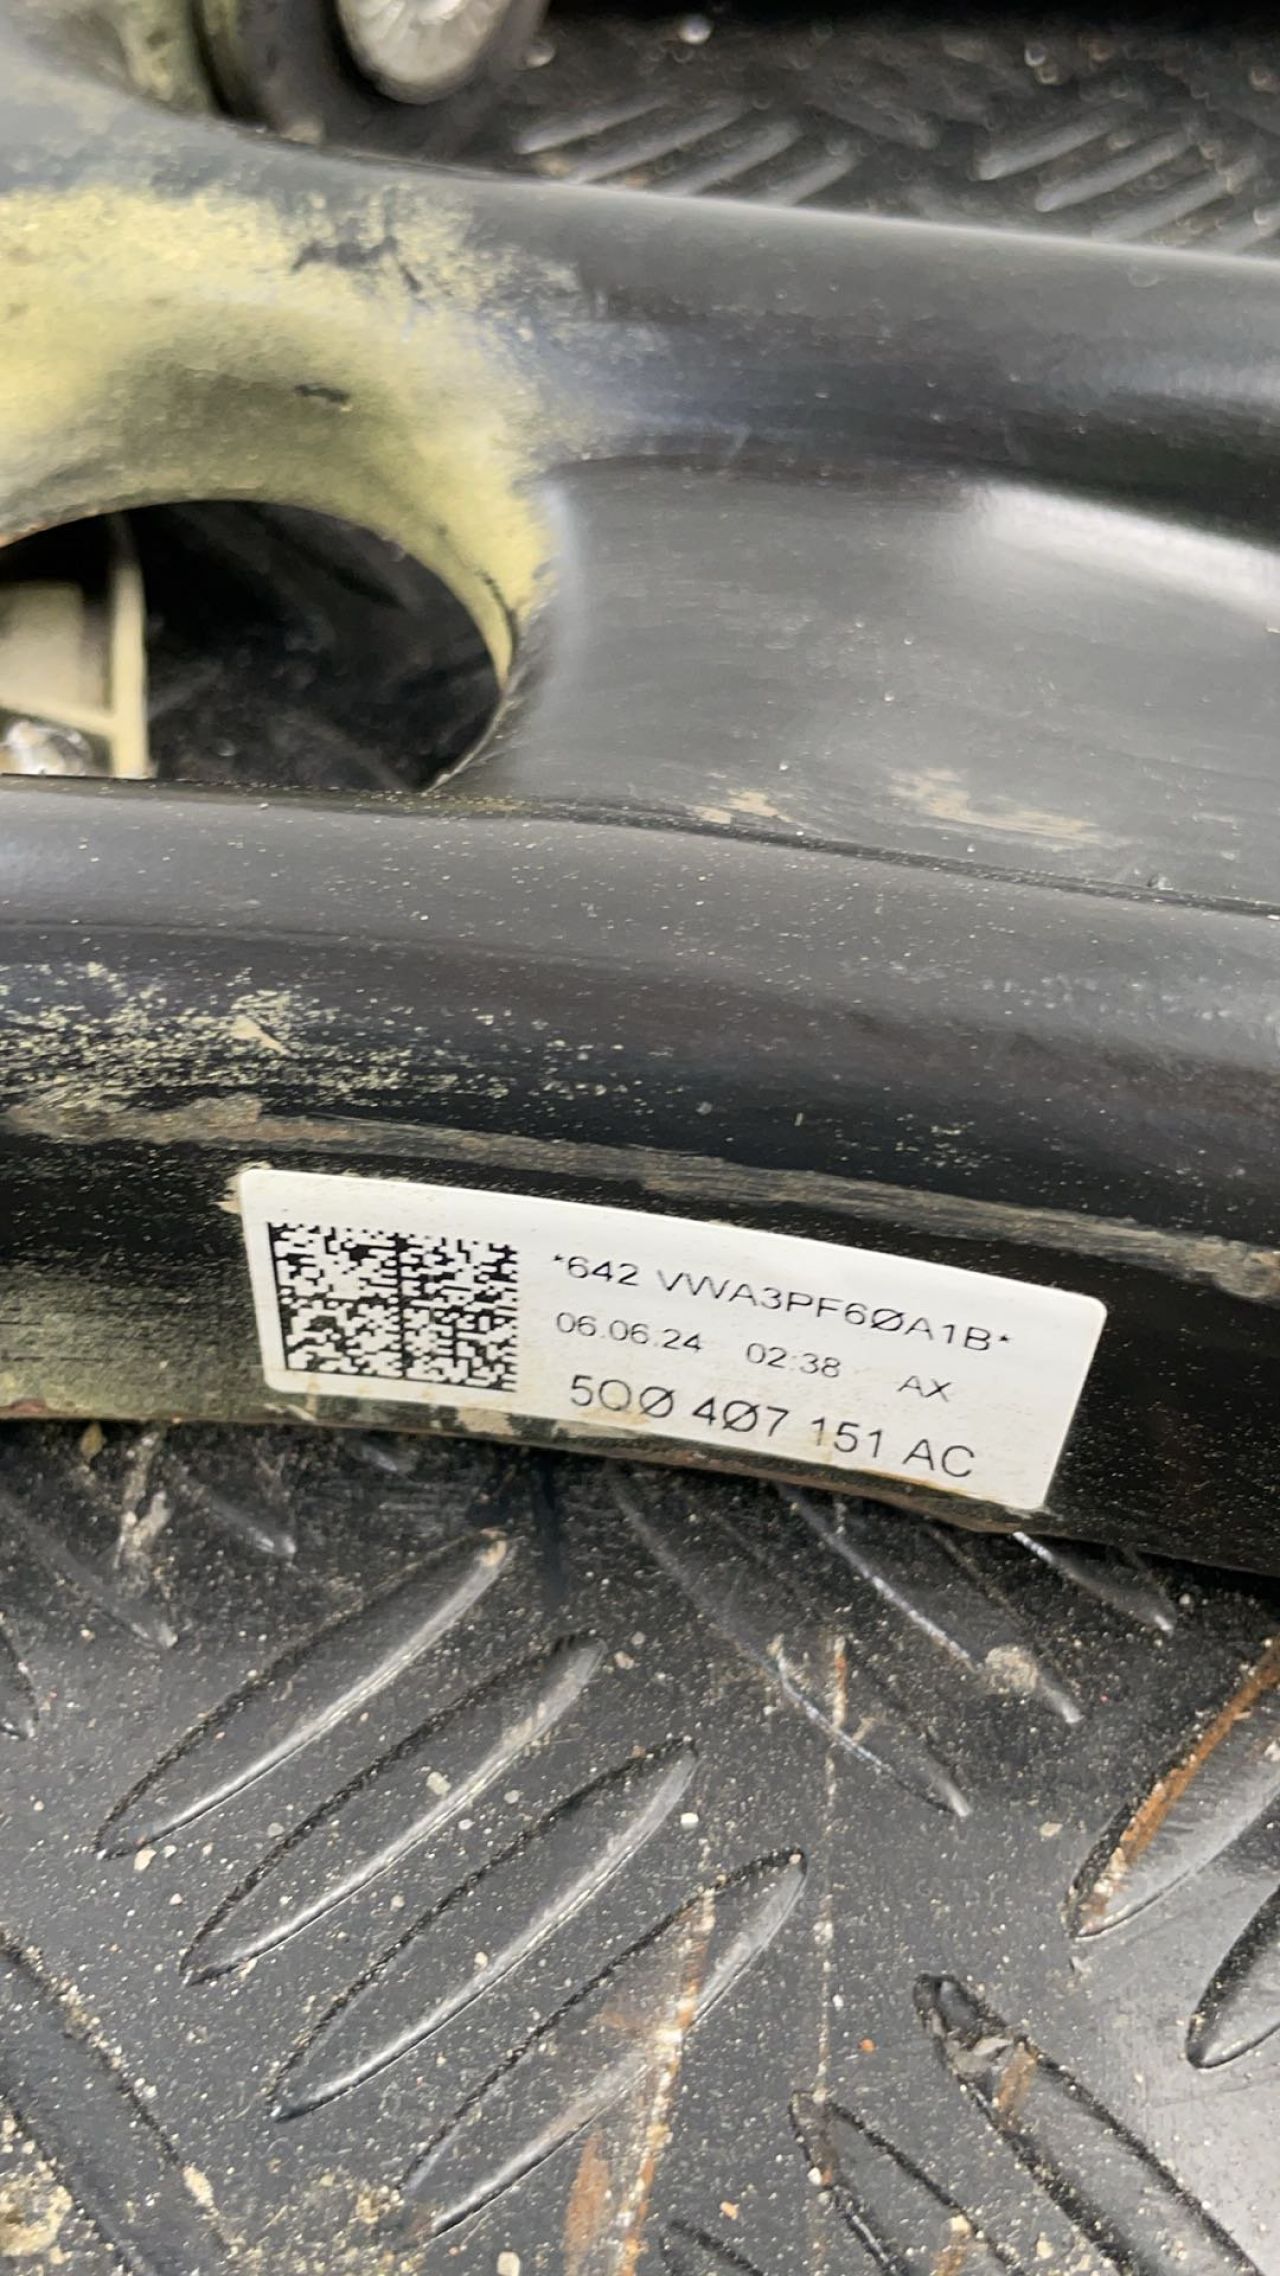 *642 VWA3PF6ØA1B*
06.06.24 02:38 AX
5QØ 4Ø7 151 AC